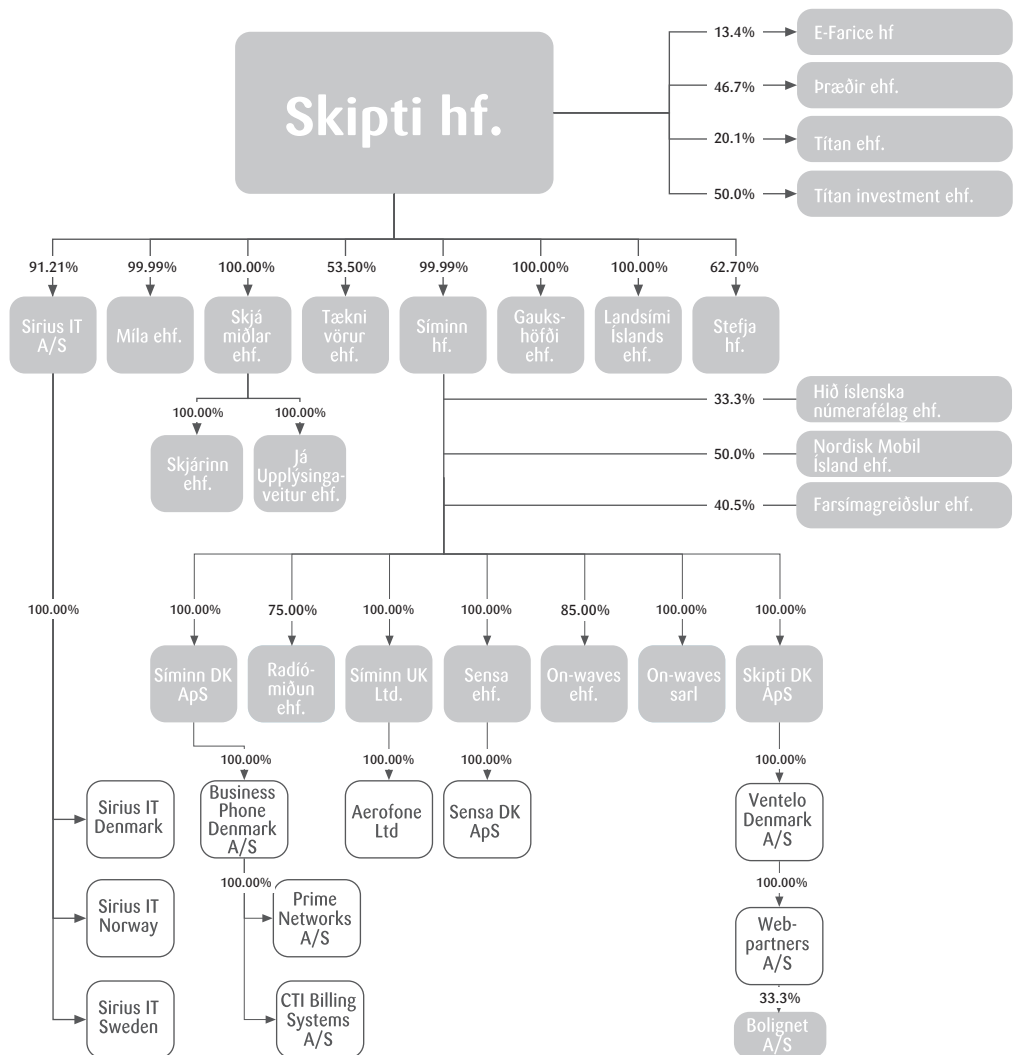 Skipti hf.
13.4%
E-Farice hf
46.7%
Þræðir ehf.
20.1%
Títan ehf.
50.0%
Títan investment ehf.
91.21%
99.99%
100.00%
53.50%
99.99%
100.00%
100.00%
62.70%
Sirius IT
A/S
Míla ehf.
Skjá
miðlar
ehf.
Tækni
vörur
ehf.
Síminn
hf.
Gauks-
höfði
ehf.
Landsími
Íslands
ehf.
Stefja
hf.
33.3%
Hið íslenska
númerafélag ehf.
50.0%
Nordisk Mobil
Ísland ehf.
40.5%
Farsímagreiðslur ehf.
100.00%
100.00%
Skjárinn
ehf.
Já
Upplýsinga-
veitur ehf.
100.00%
100.00%
75.00%
100.00%
100.00%
85.00%
100.00%
100.00%
Síminn DK
ApS
Radíó-
miðun
ehf.
Síminn UK
Ltd.
Sensa
ehf.
On-waves
ehf.
On-waves
sarl
Skipti DK
ApS
100.00%
100.00%
100.00%
100.00%
Sirius IT
Denmark
Business
Phone
Denmark
A/S
Aerofone
Ltd
Sensa DK
ApS
Ventelo
Denmark
A/S
100.00%
100.00%
Sirius IT
Norway
Prime
Networks
A/S
Web-
partners
A/S
33.3%
Sirius IT
Sweden
CTI Billing
Systems
A/S
Bolignet
A/S